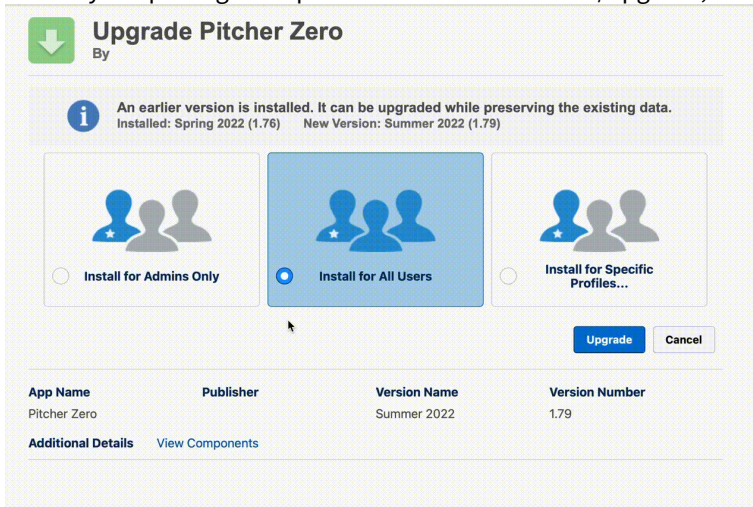 Upgrade Pitcher Zero
By
An earlier version is installed. It can be upgraded while preserving the existing data.
Installed: Spring 2022 (1.76) New Version: Summer 2022 (1.79)
Install for Admins Only
Install for All Users
Install for Specific
Profiles...
Upgrade Cancel
App Name Publisher Version Name Version Number
Pitcher Zero Summer 2022 1.79
Additional Details View Components